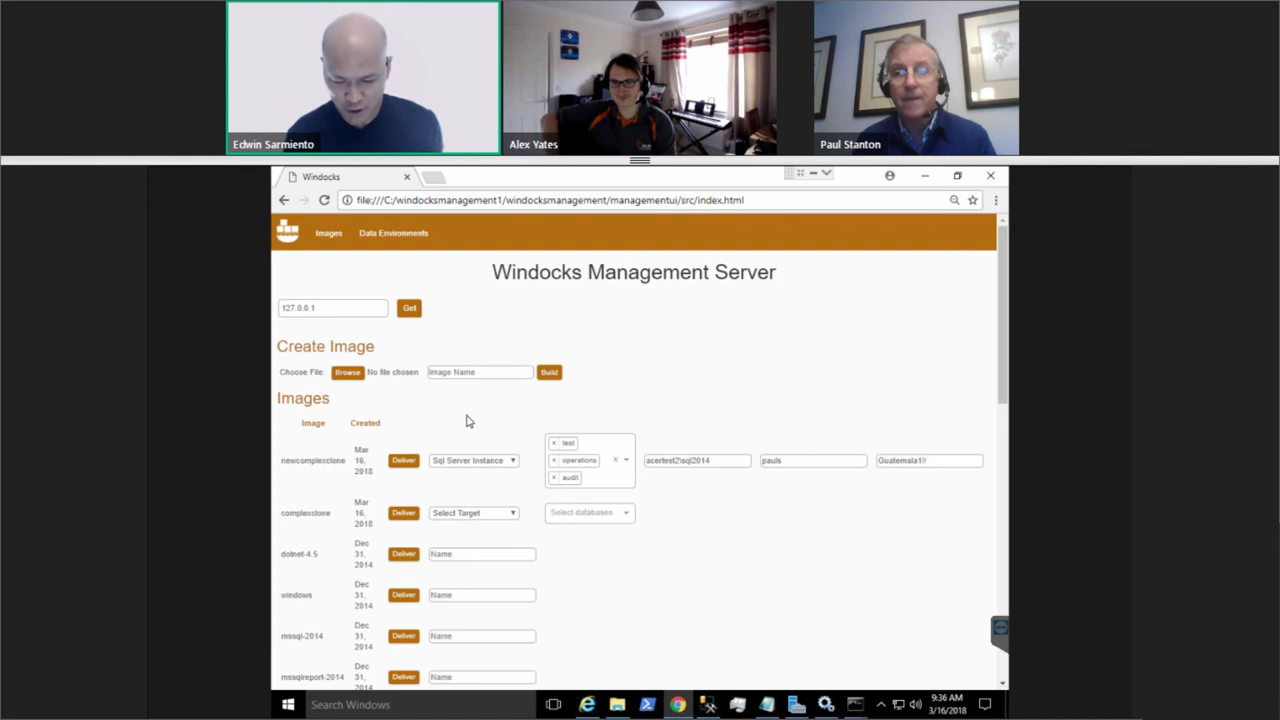 Edwin Sarmiento
Alex Yates
Paul Stanton
Windocks
file:///C:/windocksmanagement1/windocksmanagement/managementui/src/index.html
Images Data Environments
Windocks Management Server
127.0.0.1 Get
Create Image
Choose File: Browse No file chosen Image Name Build
Images
Image Created
newcomplexclone Mar 16, 2018 Deliver Sql Server Instance × test × operations × audit x acertest2\sql2014 pauls Guatemala1!!
complexclone Mar 16, 2018 Deliver Select Target Select databases
dotnet-4.5 Dec 31, 2014 Deliver Name
windows Dec 31, 2014 Deliver Name
mssql-2014 Dec 31, 2014 Deliver Name
mssqlreport-2014 Dec 31, 2014 Deliver Name
Search Windows
9:36 AM
3/16/2018